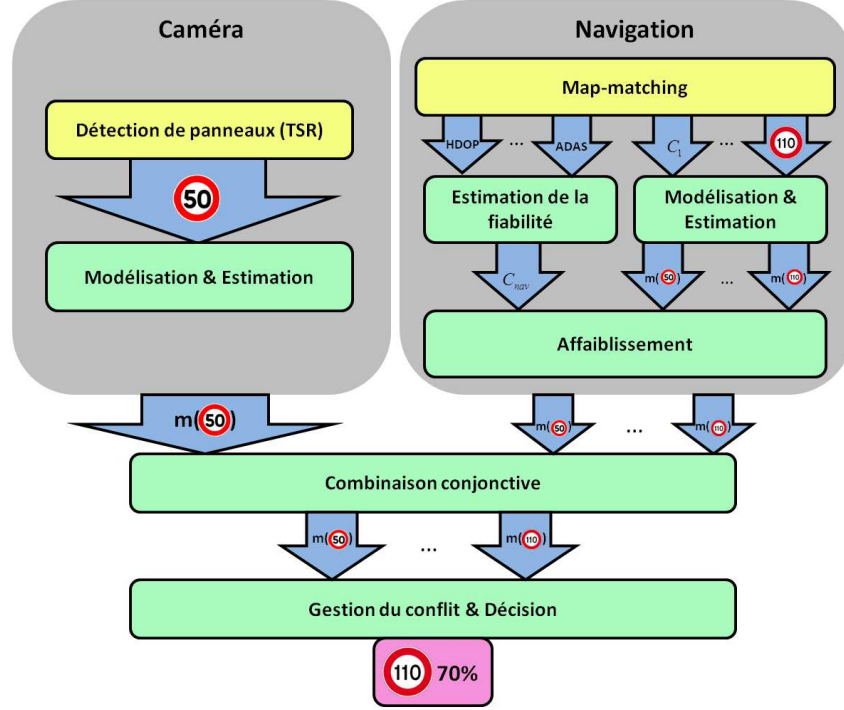 Caméra
Navigation
Détection de panneaux (TSR)
Map-matching
50
HDOP ... ADAS
C1 ... 110
Modélisation & Estimation
Estimation de la
fiabilité
Modélisation &
Estimation
Cnav
m(50) ... m(110)
Affaiblissement
m(50)
m(50) ... m(110)
Combinaison conjonctive
m(50) ... m(110)
Gestion du conflit & Décision
110 70%